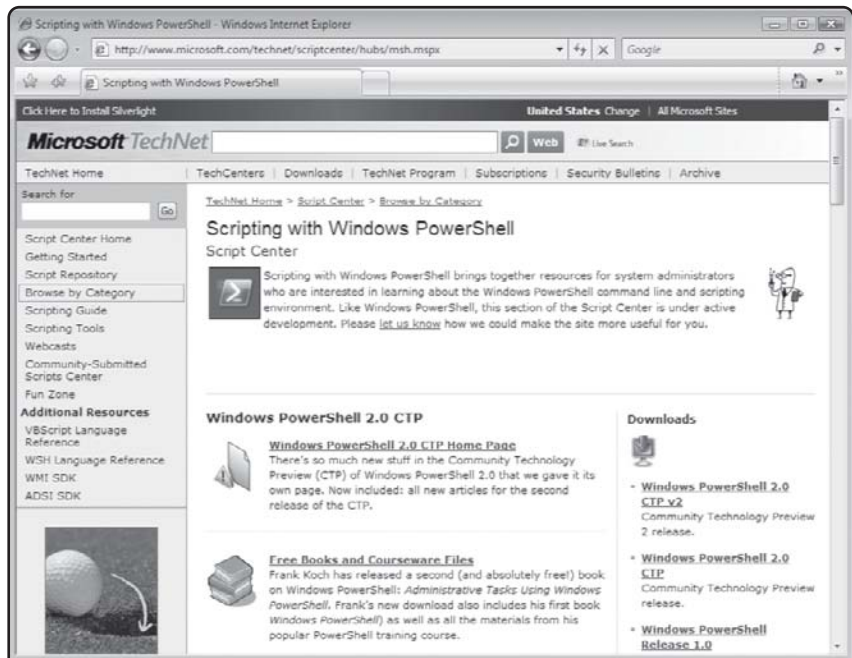 Scripting with Windows PowerShell - Windows Internet Explorer
http://www.microsoft.com/technet/scriptcenter/hubs/msh.mspx
Google
Scripting with Windows PowerShell
Click Here to Install Silverlight
United States Change | All Microsoft Sites
Microsoft TechNet
Web
Live Search
TechNet Home | TechCenters | Downloads | TechNet Program | Subscriptions | Security Bulletins | Archive
Search for
Go
Script Center Home
Getting Started
Script Repository
Browse by Category
Scripting Guide
Scripting Tools
Webcasts
Community-Submitted
Scripts Center
Fun Zone
Additional Resources
VBScript Language
Reference
WSH Language Reference
WMI SDK
ADSI SDK
TechNet Home > Script Center > Browse by Category
Scripting with Windows PowerShell
Script Center
Scripting with Windows PowerShell brings together resources for system administrators
who are interested in learning about the Windows PowerShell command line and scripting
environment. Like Windows PowerShell, this section of the Script Center is under active
development. Please let us know how we could make the site more useful for you.
Windows PowerShell 2.0 CTP
Windows PowerShell 2.0 CTP Home Page
There's so much new stuff in the Community Technology
Preview (CTP) of Windows PowerShell 2.0 that we gave it its
own page. Now included: all new articles for the second
release of the CTP.
Free Books and Courseware Files
Frank Koch has released a second (and absolutely free!) book
on Windows PowerShell: Administrative Tasks Using Windows
PowerShell. Frank's new download also includes his first book
Windows PowerShell) as well as all the materials from his
popular PowerShell training course.
Downloads
Windows PowerShell 2.0
CTP v2
Community Technology Preview
2 release.
Windows PowerShell 2.0
CTP
Community Technology Preview
release.
Windows PowerShell
Release 1.0